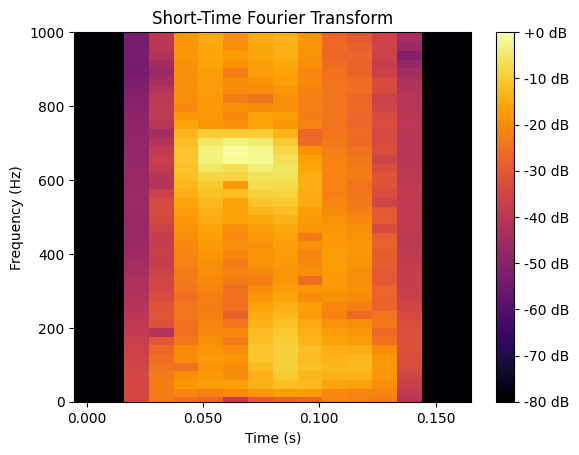 Short-Time Fourier Transform
Frequency (Hz)
1000
800
600
400
200
0
0.000
0.050
0.100
0.150
Time (s)
+0 dB
-10 dB
-20 dB
-30 dB
-40 dB
-50 dB
-60 dB
-70 dB
-80 dB